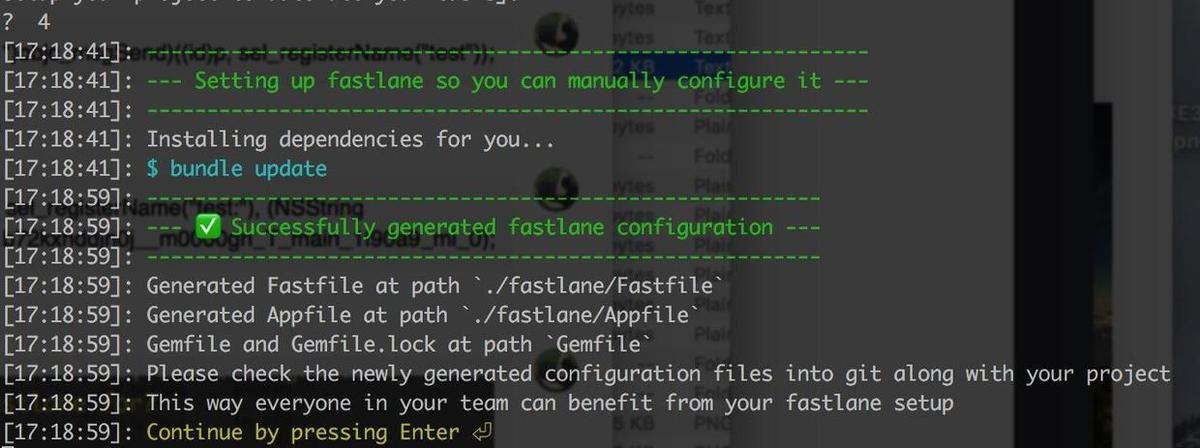 ?  4
[17:18:41]: ------------------------------------------------------------
[17:18:41]: --- Setting up fastlane so you can manually configure it ---
[17:18:41]: ------------------------------------------------------------
[17:18:41]: Installing dependencies for you...
[17:18:41]: $ bundle update
[17:18:59]: --------------------------------------------------------
[17:18:59]: --- ✅ Successfully generated fastlane configuration ---
[17:18:59]: --------------------------------------------------------
[17:18:59]: Generated Fastfile at path `./fastlane/Fastfile`
[17:18:59]: Generated Appfile at path `./fastlane/Appfile`
[17:18:59]: Gemfile and Gemfile.lock at path `Gemfile`
[17:18:59]: Please check the newly generated configuration files into git along with your project
[17:18:59]: This way everyone in your team can benefit from your fastlane setup
[17:18:59]: Continue by pressing Enter ⏎